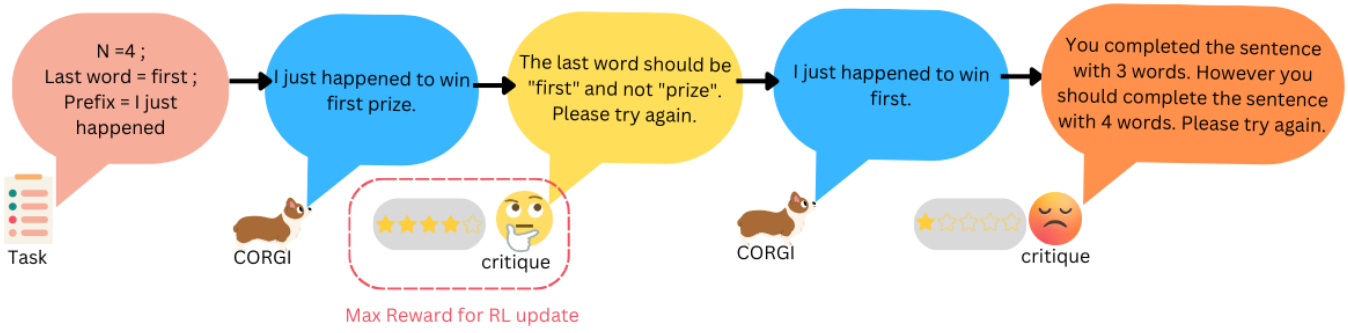 N =4 ;
Last word = first ;
Prefix = I just
happened
I just happened to win
first prize.
The last word should be
"first" and not "prize".
Please try again.
I just happened to win
first.
You completed the sentence
with 3 words. However you
should complete the sentence
with 4 words. Please try again.
Task
CORGI
critique
CORGI
critique
Max Reward for RL update